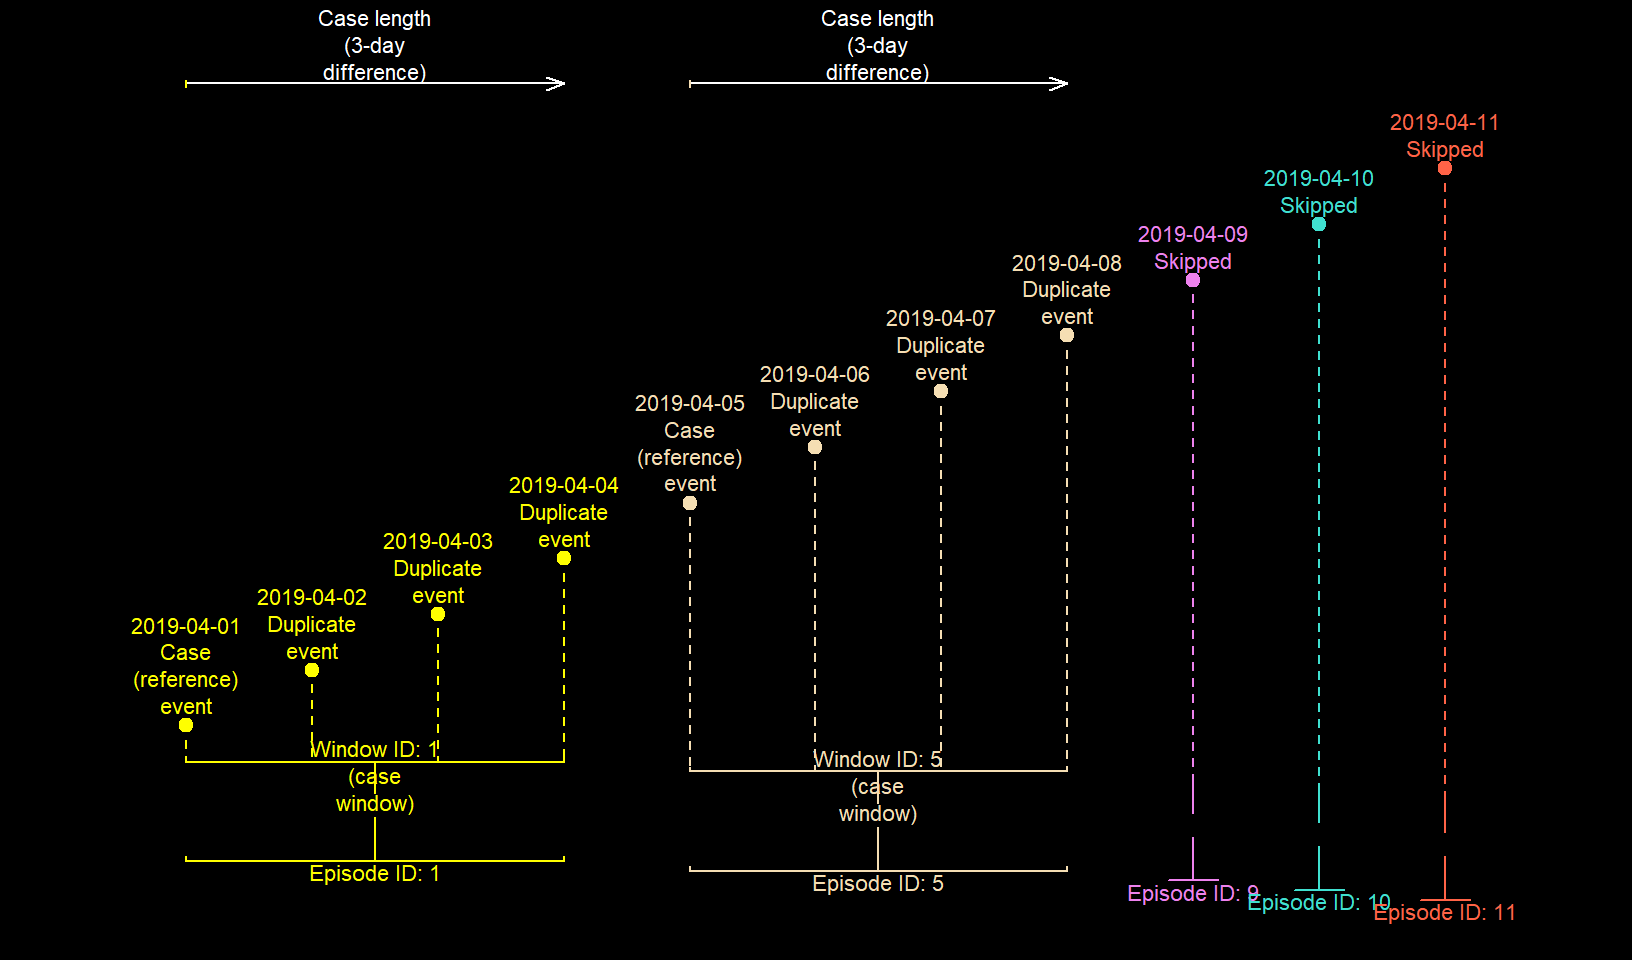 Case length
(3-day
difference)
Case length
(3-day
difference)
2019-04-11
Skipped
2019-04-10
Skipped
2019-04-09
Skipped
2019-04-08
Duplicate
event
2019-04-07
Duplicate
event
2019-04-06
Duplicate
event
2019-04-05
Case
(reference)
event
2019-04-04
Duplicate
event
2019-04-03
Duplicate
event
2019-04-02
Duplicate
event
2019-04-01
Case
(reference)
event
Window ID: 1
(case
window)
Window ID: 5
(case
window)
Episode ID: 1
Episode ID: 5
Episode ID: 9
Episode ID: 10
Episode ID: 11